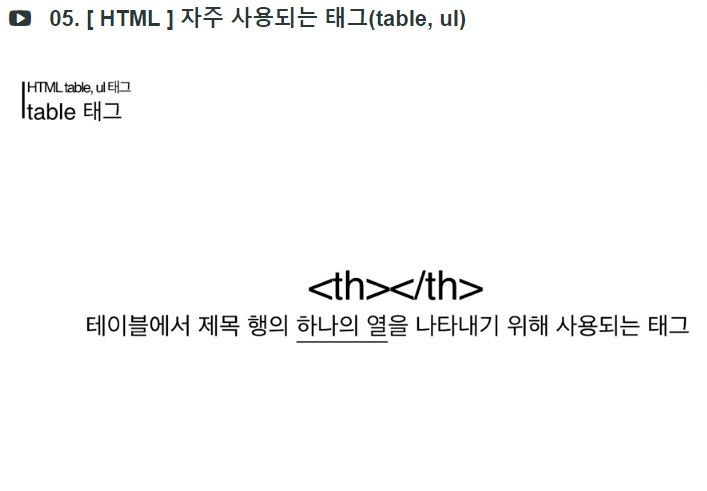 05. [ HTML ] 자주 사용되는 태그(table, ul)
HTML table, ul 태그
table 태그
<th></th>
테이블에서 제목 행의 하나의 열을 나타내기 위해 사용되는 태그